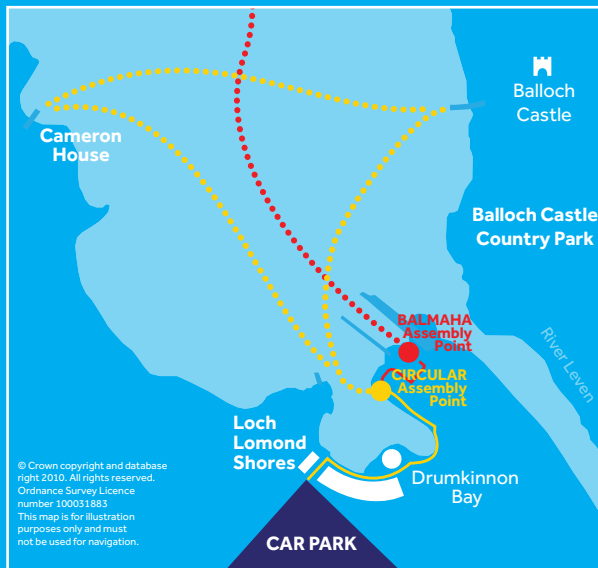 Balloch
Castle
Cameron
House
Balloch Castle
Country Park
River Leven
BALMAHA
Assembly
Point
CIRCULAR
Assembly
Point
Loch
Lomond
Shores
Drumkinnon
Bay
© Crown copyright and database
right 2010. All rights reserved.
Ordnance Survey Licence
number 100031883
This map is for illustration
purposes only and must
not be used for navigation.
CAR PARK